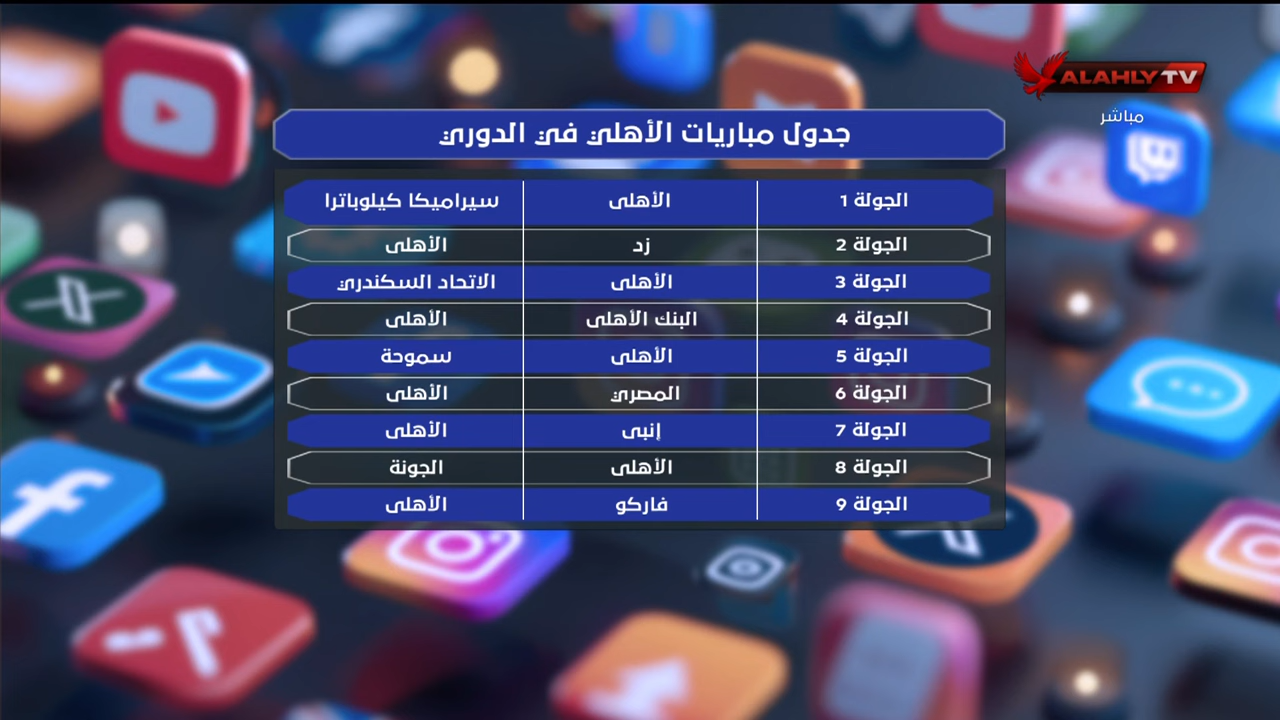 ALAHLY TV
مباشر
جدول مباريات الأهلي في الدوري
الجولة 1 الأهلى سيراميكا كيلوباترا
الجولة 2 زد الأهلى
الجولة 3 الأهلى الاتحاد السكندري
الجولة 4 البنك الأهلى الأهلى
الجولة 5 الأهلى سموحة
الجولة 6 المصري الأهلى
الجولة 7 إنبى الأهلى
الجولة 8 الأهلى الجونة
الجولة 9 فاركو الأهلى